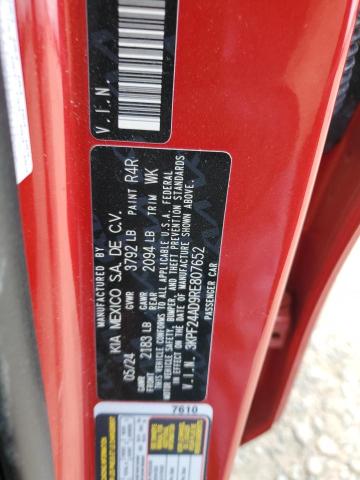 V.I.N.
MANUFACTURED BY
KIA MEXICO S.A. DE C.V.
05/24 GVWR 3792 LB PAINT R4R
GAWR FRONT 2183 LB GAWR REAR 2094 LB TRIM WK
THIS VEHICLE CONFORMS TO ALL APPLICABLE U.S.A. FEDERAL
MOTOR VEHICLE SAFETY, BUMPER, AND THEFT PREVENTION STANDARDS
IN EFFECT ON THE DATE OF MANUFACTURE SHOWN ABOVE.
V.I.N. 3KPF24AD9RE807652
PASSENGER CAR
7610